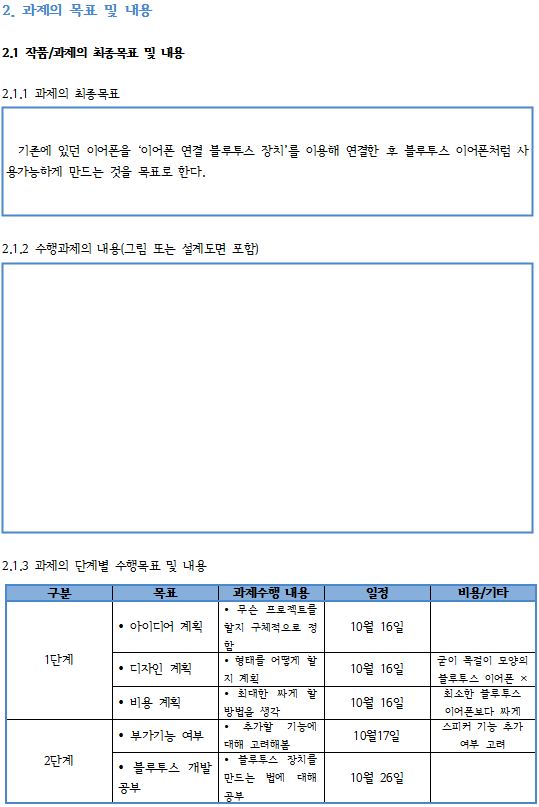 2. 과제의 목표 및 내용
2.1 작품/과제의 최종목표 및 내용
2.1.1 과제의 최종목표
기존에 있던 이어폰을 ‘이어폰 연결 블루투스 장치’를 이용해 연결한 후 블루투스 이어폰처럼 사
용가능하게 만드는 것을 목표로 한다.
2.1.2 수행과제의 내용(그림 또는 설계도면 포함)
2.1.3 과제의 단계별 수행목표 및 내용
구분 목표 과제수행 내용 일정 비용/기타
1단계
• 아이디어 계획
• 무슨 프로젝트를
할지 구체적으로 정
함
10월 16일
• 디자인 계획
• 형태를 어떻게 할
지 계획
10월 16일
굳이 목걸이 모양의
블루투스 이어폰 ×
• 비용 계획
• 최대한 싸게 할
방법을 생각
10월 16일
최소한 블루투스
이어폰보다 싸게
2단계
• 부가기능 여부
• 추가할 기능에
대해 고려해봄
10월17일
스피커 기능 추가
여부 고려
• 블루투스 개발
공부
• 블루투스 장치를
만드는 법에 대해
공부
10월 26일